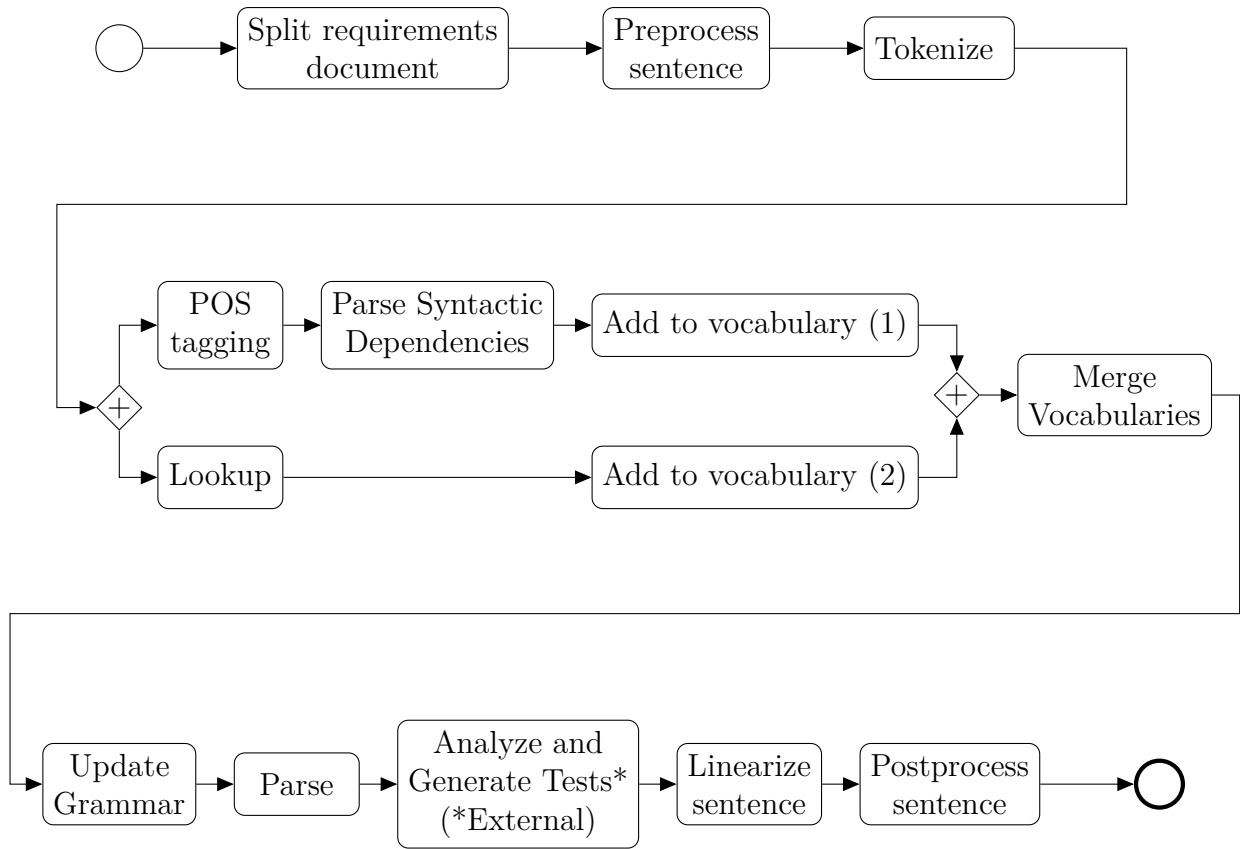 Split requirements
document
Preprocess
sentence
Tokenize
POS
tagging
Parse Syntactic
Dependencies
Add to vocabulary (1)
+
+
Merge
Vocabularies
Lookup
Add to vocabulary (2)
Update
Grammar
Parse
Analyze and
Generate Tests*
(*External)
Linearize
sentence
Postprocess
sentence